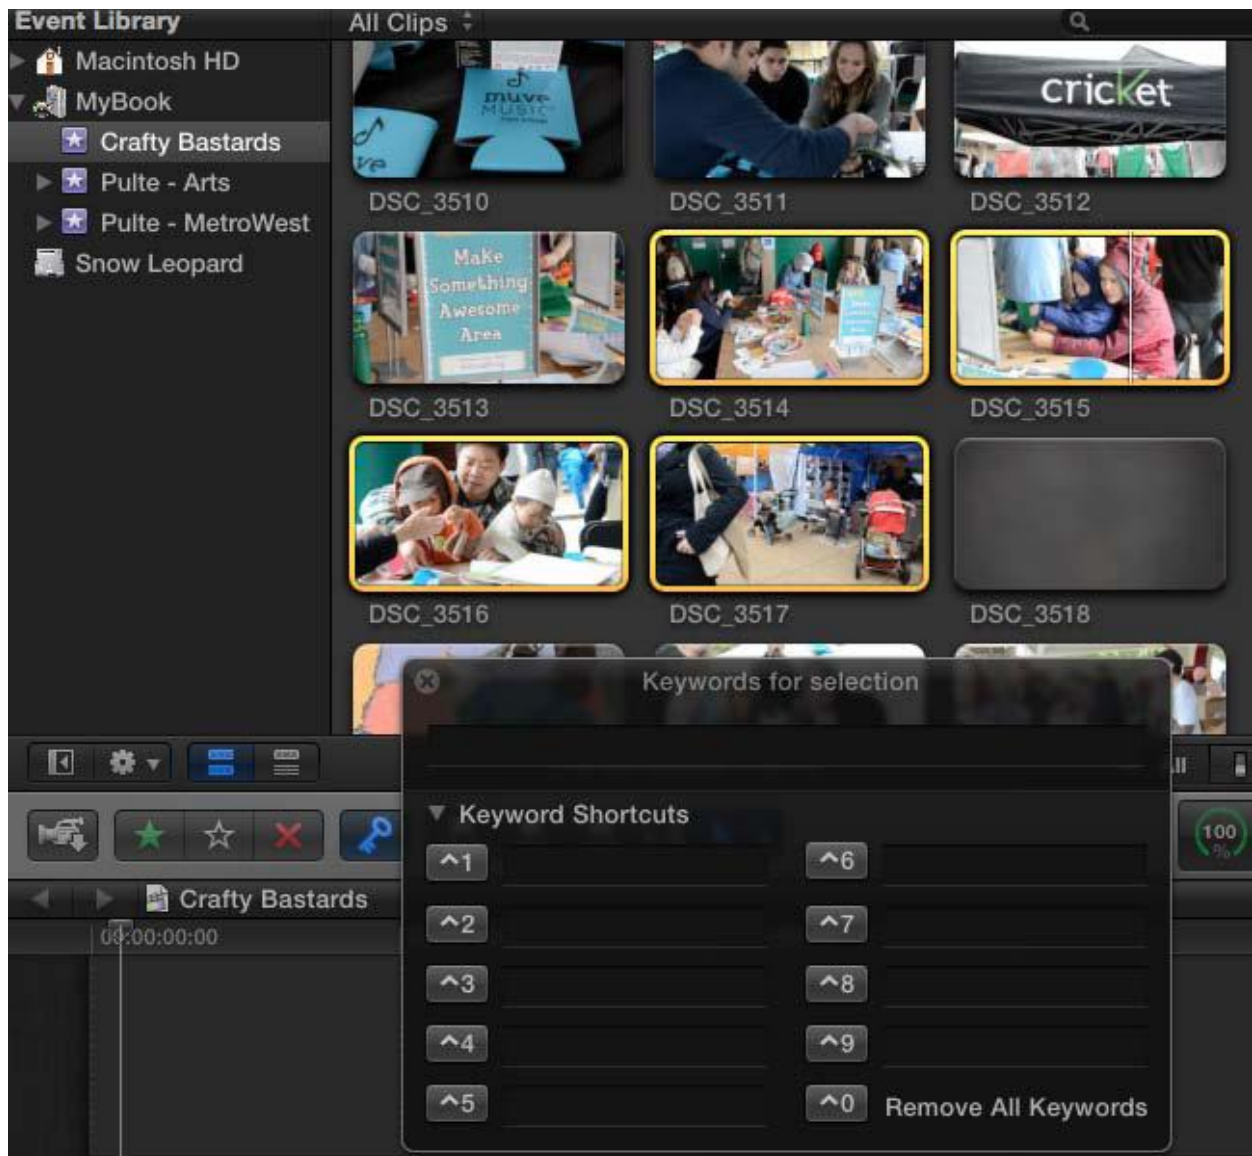 Event Library
All Clips
Macintosh HD
MyBook
Crafty Bastards
Pulte - Arts
Pulte - MetroWest
Snow Leopard
muve
MUSIC
ve
cricket
DSC_3510
DSC_3511
DSC_3512
Make
Something
Awesome
Area
DSC_3513
DSC_3514
DSC_3515
DSC_3516
DSC_3517
DSC_3518
Keywords for selection
All
Keyword Shortcuts
^1
^6
^2
^7
^3
^8
^4
^9
^5
^0 Remove All Keywords
100
%
Crafty Bastards
00:00:00:00